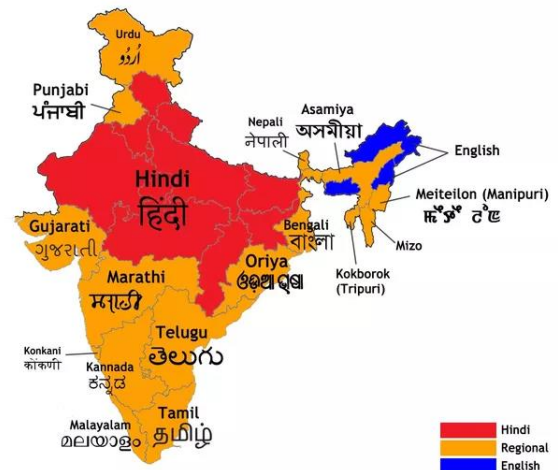 Urdu
اُردُو
Punjabi
ਪੰਜਾਬੀ
Nepali
नेपाली
Asamiya
অসমীয়া
English
Hindi
हिंदी
Meiteilon (Manipuri)
Gujarati
ગુજરાતી
Bengali
বাংলা
Mizo
Oriya
Kokborok
(Tripuri)
Marathi
मराठी
Telugu
తెలుగు
Konkani
कोंकणी
Kannada
ಕನ್ನಡ
Malayalam
മലയാളം
Tamil
தமிழ்
Hindi
Regional
English